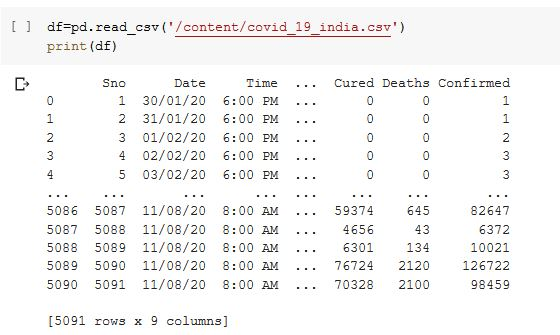 [ ] df=pd.read_csv('/content/covid_19_india.csv')
print(df)
Sno Date Time ... Cured Deaths Confirmed
0 1 30/01/20 6:00 PM ... 0 0 1
1 2 31/01/20 6:00 PM ... 0 0 1
2 3 01/02/20 6:00 PM ... 0 0 2
3 4 02/02/20 6:00 PM ... 0 0 3
4 5 03/02/20 6:00 PM ... 0 0 3
... ... ... ... ... ... ... ...
5086 5087 11/08/20 8:00 AM ... 59374 645 82647
5087 5088 11/08/20 8:00 AM ... 4656 43 6372
5088 5089 11/08/20 8:00 AM ... 6301 134 10021
5089 5090 11/08/20 8:00 AM ... 76724 2120 126722
5090 5091 11/08/20 8:00 AM ... 70328 2100 98459
[5091 rows x 9 columns]